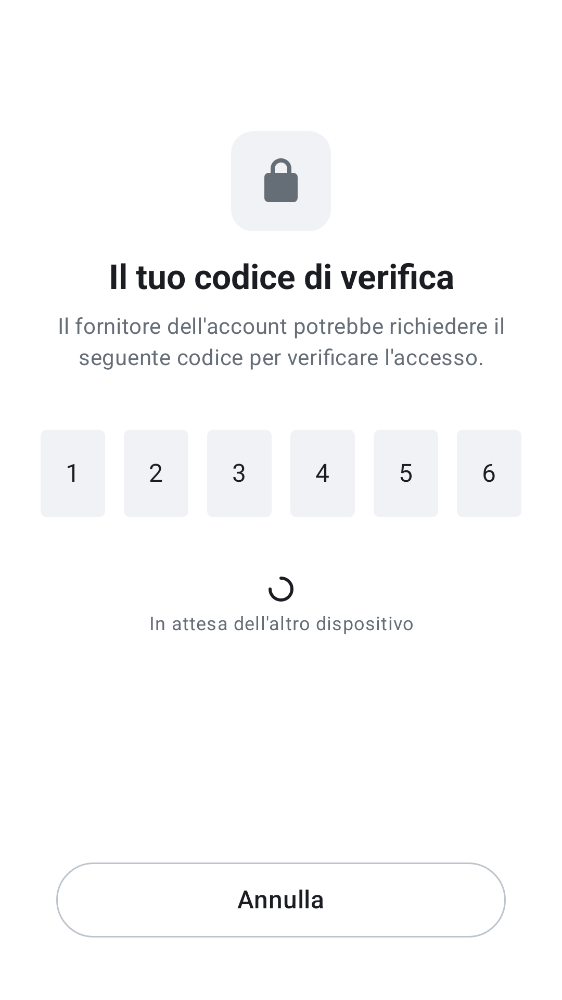 Il tuo codice di verifica
Il fornitore dell'account potrebbe richiedere il
seguente codice per verificare l'accesso.
1 2 3 4 5 6
In attesa dell'altro dispositivo
Annulla